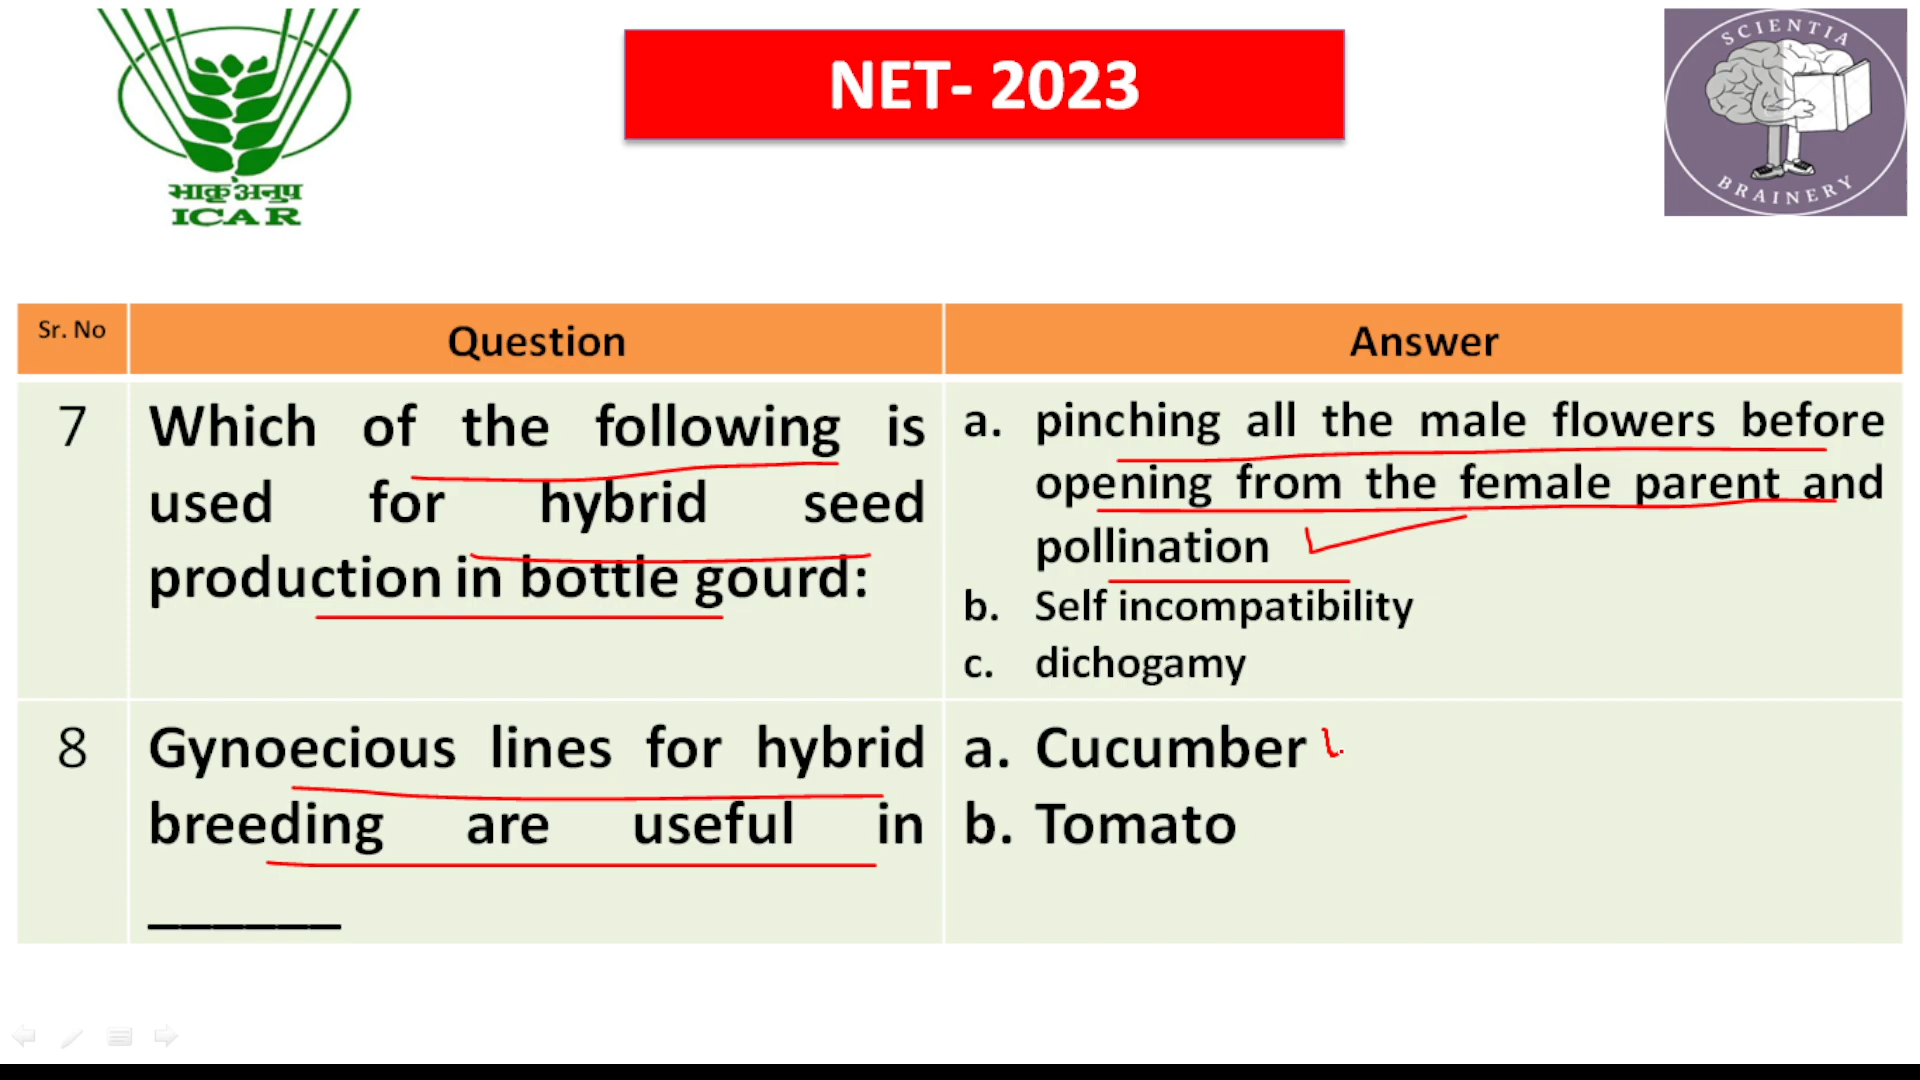 भाकृअनुप
ICAR
NET- 2023
SCIENTIA
BRAINERY
Sr. No
Question
Answer
7
Which of the following is
used for hybrid seed
production in bottle gourd:
a. pinching all the male flowers before
opening from the female parent and
pollination
b. Self incompatibility
c. dichogamy
8
Gynoecious lines for hybrid
breeding are useful in
______
a. Cucumber
b. Tomato